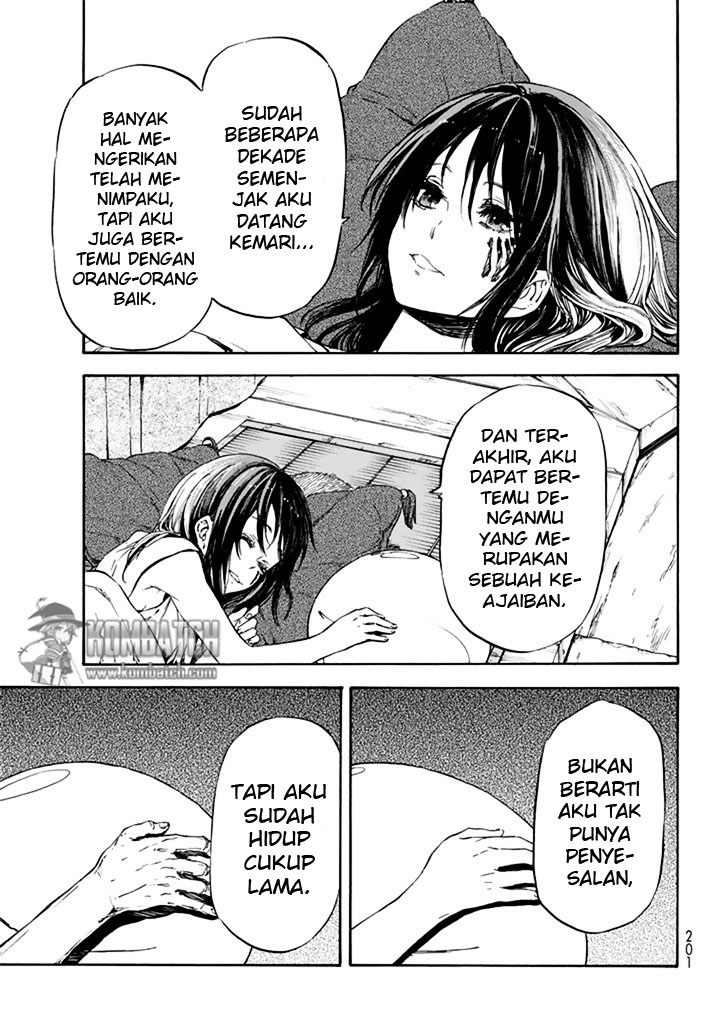 SUDAH
BEBERAPA
DEKADE
SEMEN-
JAK AKU
DATANG
KEMARI...
BANYAK
HAL ME-
NGERIKAN
TELAH ME-
NIMPAKU,
TAPI AKU
JUGA BER-
TEMU DENGAN
ORANG-ORANG
BAIK.
DAN TER-
AKHIR, AKU
DAPAT BER-
TEMU DE-
NGANMU
YANG ME-
RUPAKAN
SEBUAH KE-
AJAIBAN.
KOMBATCH
www.kombatch.com
BUKAN
BERARTI
AKU TAK
PUNYA
PENYE-
SALAN,
TAPI AKU
SUDAH
HIDUP
CUKUP
LAMA.
201